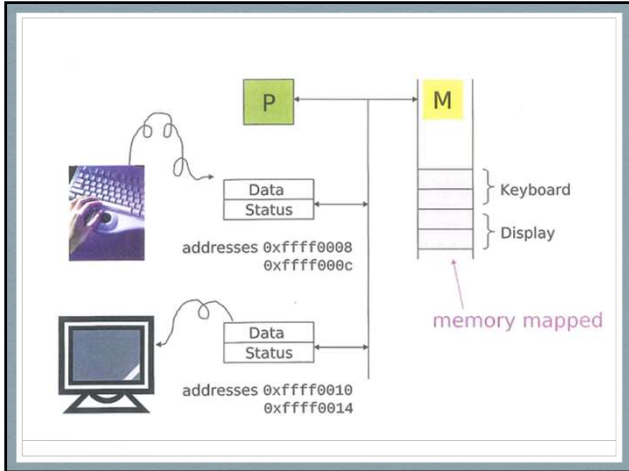 P
M
Data
Status
Keyboard
addresses 0xffff0008
0xffff000c
Display
memory mapped
Data
Status
addresses 0xffff0010
0xffff0014